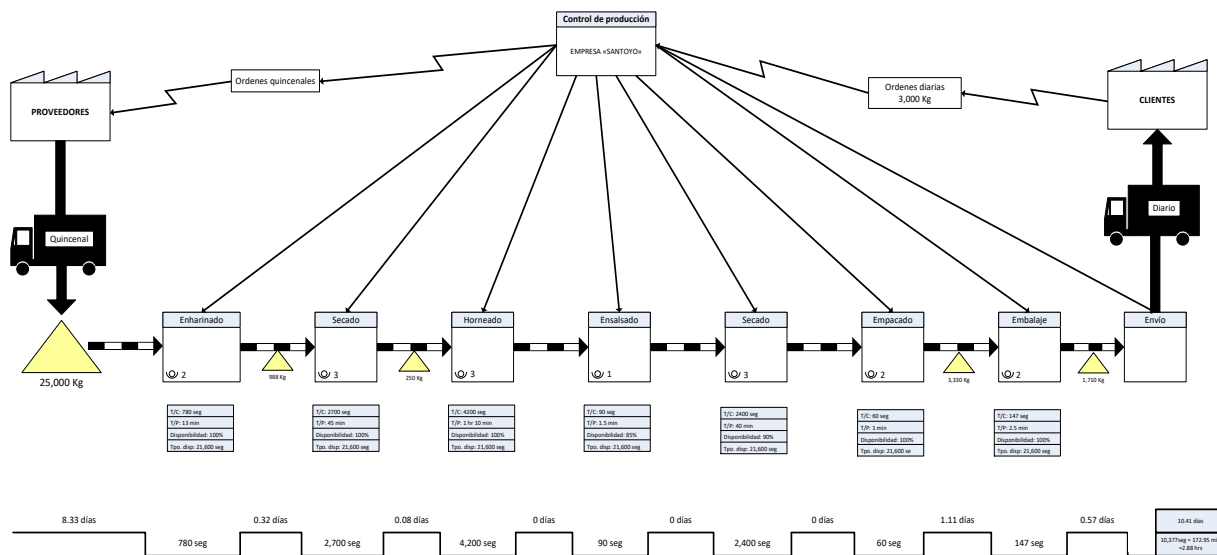 Control de producción
EMPRESA «SANTOYO»
Ordenes quincenales
Ordenes diarias
3,000 Kg
PROVEEDORES
CLIENTES
Quincenal
Diario
25,000 Kg
Enharinado
2
988 Kg
Secado
3
250 Kg
Horneado
3
Ensalsado
1
Secado
3
Empacado
2
3,330 Kg
Embalaje
2
1,710 Kg
Envío
T/C: 780 seg
T/P: 13 min
Disponibilidad: 100%
Tpo. disp: 21,600 seg
T/C: 2700 seg
T/P: 45 min
Disponibilidad: 100%
Tpo. disp: 21,600 seg
T/C: 4200 seg
T/P: 1 hr 10 min
Disponibilidad: 100%
Tpo. disp: 21,600 seg
T/C: 90 seg
T/P: 1.5 min
Disponibilidad: 85%
Tpo. disp: 21,600 seg
T/C: 2400 seg
T/P: 40 min
Disponibilidad: 90%
Tpo. disp: 21,600 seg
T/C: 60 seg
T/P: 1 min
Disponibilidad: 100%
Tpo. disp: 21,600 se
T/C: 147 seg
T/P: 2.5 min
Disponibilidad: 100%
Tpo. disp: 21,600 seg
8.33 días
780 seg
0.32 días
2,700 seg
0.08 días
4,200 seg
0 días
90 seg
0 días
2,400 seg
0 días
60 seg
1.11 días
147 seg
0.57 días
10.41 días
10,377seg = 172.95 mi
=2.88 hrs